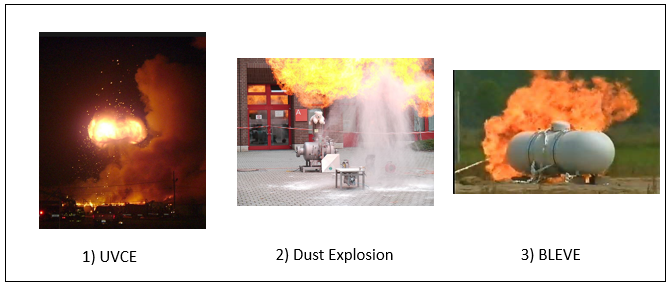 A
1) UVCE
2) Dust Explosion
3) BLEVE